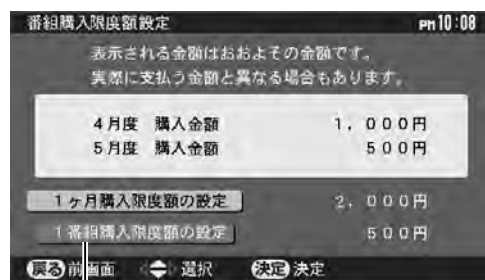 番組購入限度額設定 PM10:08
表示される金額はおおよその金額です。
実際に支払う金額と異なる場合もあります。
4月度 購入金額 1,000円
5月度 購入金額 500円
1ヶ月購入限度額の設定 2,000円
1番組購入限度額の設定 500円
戻る 前画面 選択 決定 決定